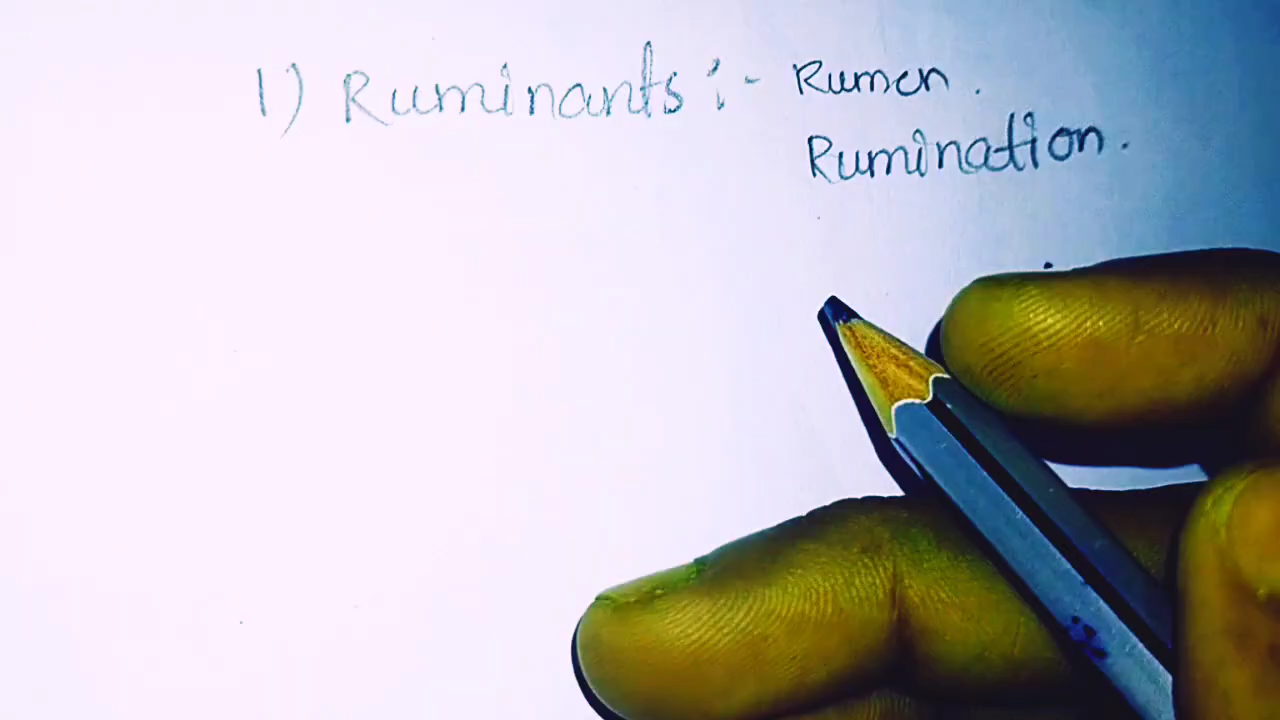 1) Ruminants :- Rumen .
Rumination .